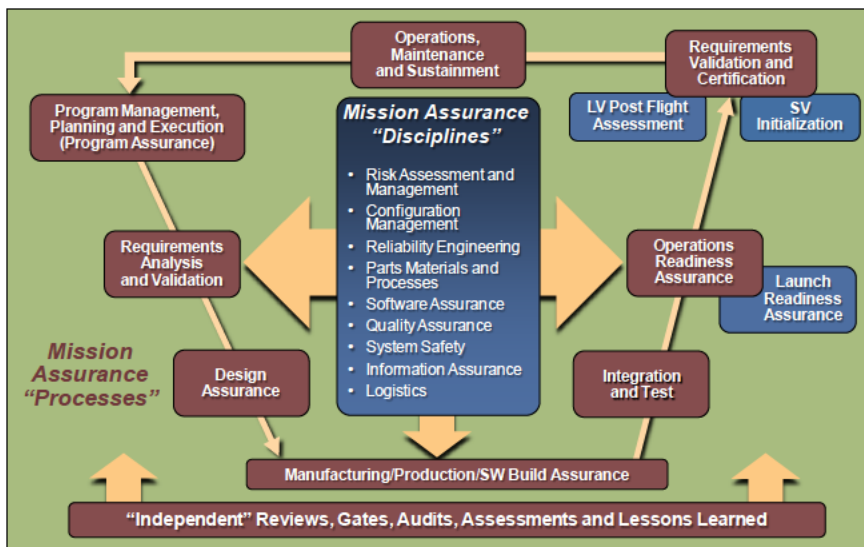 Operations,
Maintenance
and Sustainment
Requirements
Validation and
Certification
LV Post Flight
Assessment
SV
Initialization
Program Management,
Planning and Execution
(Program Assurance)
Mission Assurance
“Disciplines”
• Risk Assessment and
Management
• Configuration
Management
• Reliability Engineering
• Parts Materials and
Processes
• Software Assurance
• Quality Assurance
• System Safety
• Information Assurance
• Logistics
Requirements
Analysis
and Validation
Operations
Readiness
Assurance
Launch
Readiness
Assurance
Mission
Assurance
“Processes”
Design
Assurance
Integration
and Test
Manufacturing/Production/SW Build Assurance
“Independent” Reviews, Gates, Audits, Assessments and Lessons Learned